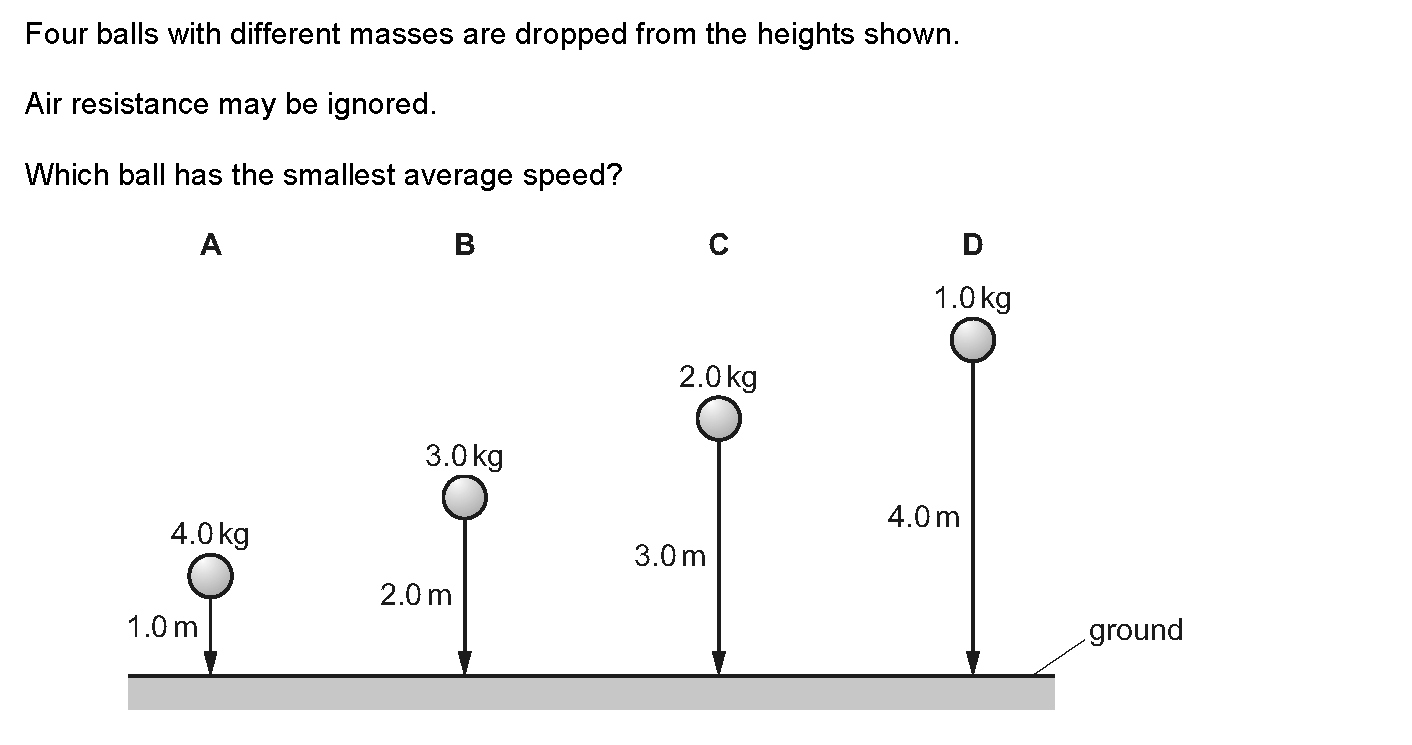 Four balls with different masses are dropped from the heights shown.
Air resistance may be ignored.
Which ball has the smallest average speed?
A B C D
1.0 kg
2.0 kg
3.0 kg
4.0 kg
4.0 m
3.0 m
2.0 m
1.0 m
ground